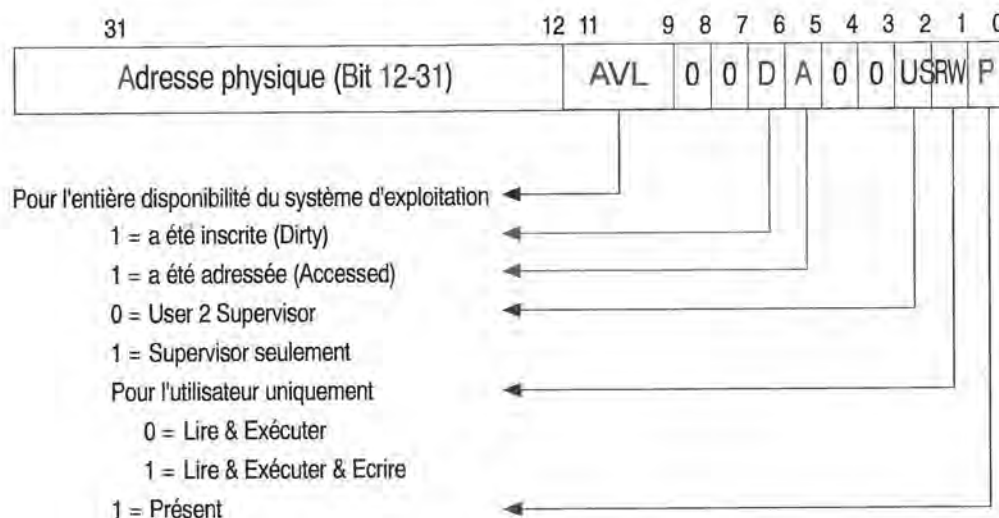 31 12 11 9 8 7 6 5 4 3 2 1 0
Adresse physique (Bit 12-31) AVL 0 0 D A 0 0 US RW P
Pour l'entière disponibilité du système d'exploitation
1 = a été inscrite (Dirty)
1 = a été adressée (Accessed)
0 = User 2 Supervisor
1 = Supervisor seulement
Pour l'utilisateur uniquement
0 = Lire & Exécuter
1 = Lire & Exécuter & Ecrire
1 = Présent